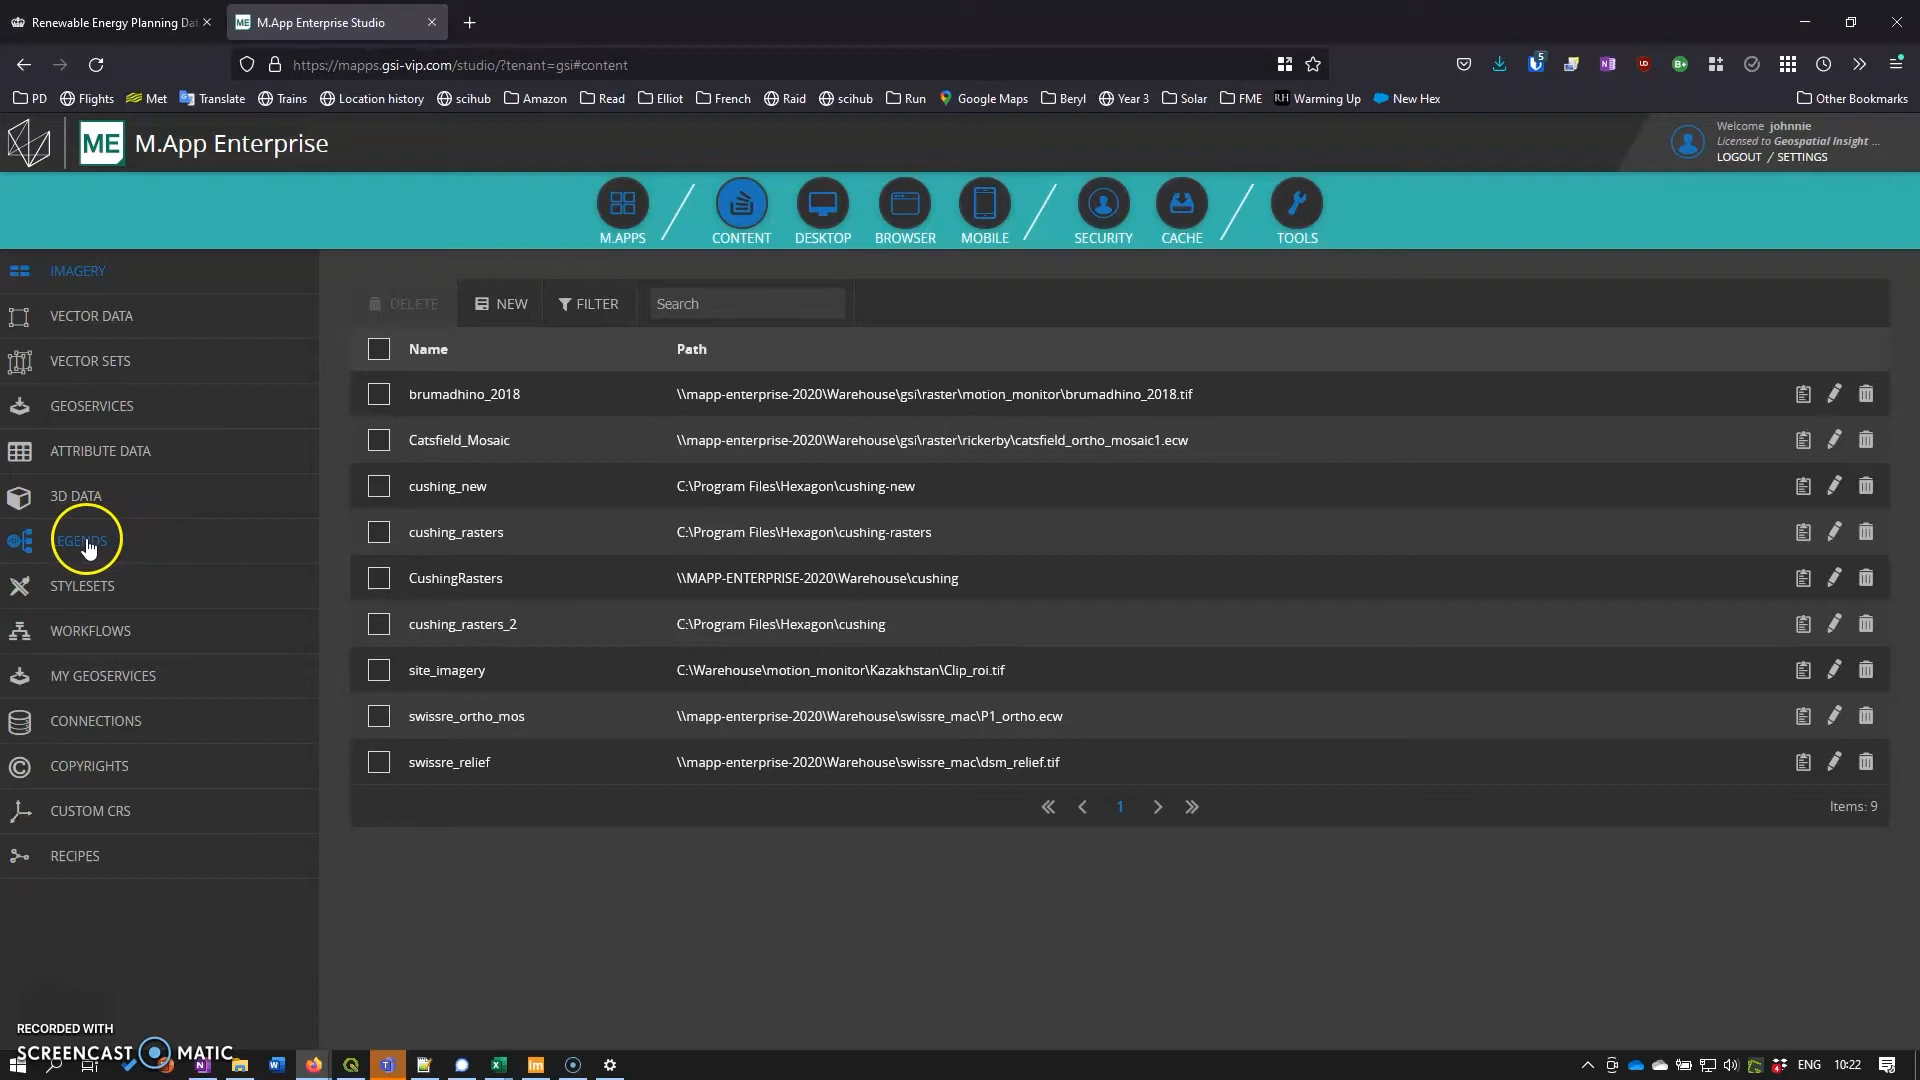 Renewable Energy Planning Dat
M.App Enterprise Studio
https://mapps.gsi-vip.com/studio/?tenant=gsi#content
5
PD
Flights
Met
Translate
Trains
Location history
scihub
Amazon
Read
Elliot
French
Raid
scihub
Run
Google Maps
Beryl
Year 3
Solar
FME
RH Warming Up
New Hex
Other Bookmarks
ME M.App Enterprise
Welcome johnnie
Licensed to Geospatial Insight ...
LOGOUT / SETTINGS
M.APPS
CONTENT
DESKTOP
BROWSER
MOBILE
SECURITY
CACHE
TOOLS
IMAGERY
VECTOR DATA
VECTOR SETS
GEOSERVICES
ATTRIBUTE DATA
3D DATA
LEGENDS
STYLESETS
WORKFLOWS
MY GEOSERVICES
CONNECTIONS
COPYRIGHTS
CUSTOM CRS
RECIPES
DELETE NEW FILTER Search
Name Path
brumadhino_2018 \\mapp-enterprise-2020\Warehouse\gsi\raster\motion_monitor\brumadhino_2018.tif
Catsfield_Mosaic \\mapp-enterprise-2020\Warehouse\gsi\raster\rickerby\catsfield_ortho_mosaic1.ecw
cushing_new C:\Program Files\Hexagon\cushing-new
cushing_rasters C:\Program Files\Hexagon\cushing-rasters
CushingRasters \\MAPP-ENTERPRISE-2020\Warehouse\cushing
cushing_rasters_2 C:\Program Files\Hexagon\cushing
site_imagery C:\Warehouse\motion_monitor\Kazakhstan\Clip_roi.tif
swissre_ortho_mos \\mapp-enterprise-2020\Warehouse\swissre_mac\P1_ortho.ecw
swissre_relief \\mapp-enterprise-2020\Warehouse\swissre_mac\dsm_relief.tif
1
Items: 9
RECORDED WITH
SCREENCAST MATIC
ENG 10:22